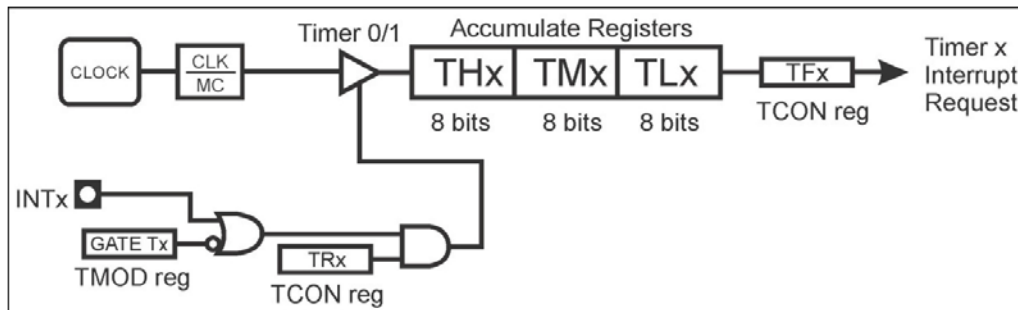 Timer 0/1
Accumulate Registers
CLOCK
CLK
MC
THx
TMx
TLx
TFx
Timer x
Interrupt
Request
8 bits
8 bits
8 bits
TCON reg
INTx
GATE Tx
TMOD reg
TRx
TCON reg